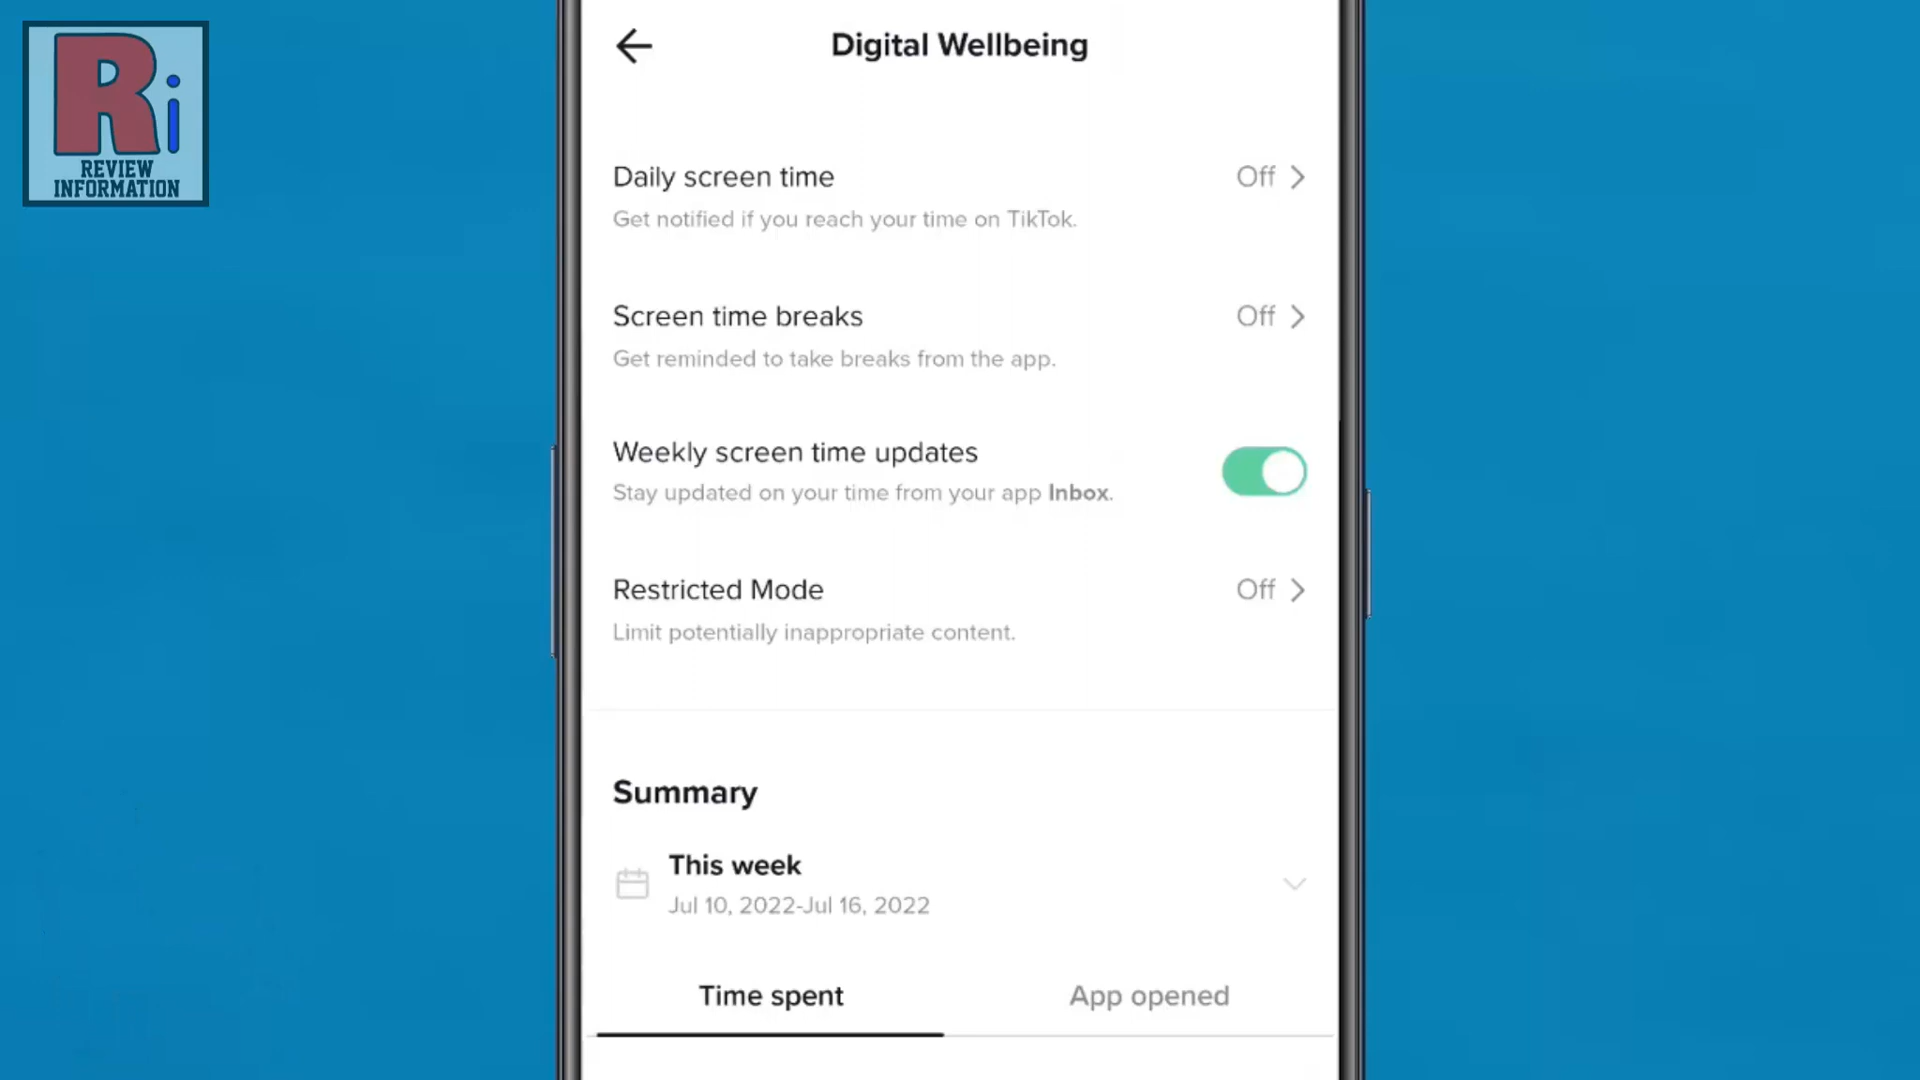 Ri
REVIEW
INFORMATION
Digital Wellbeing
Daily screen time
Off
Get notified if you reach your time on TikTok.
Screen time breaks
Off
Get reminded to take breaks from the app.
Weekly screen time updates
Stay updated on your time from your app Inbox.
Restricted Mode
Off
Limit potentially inappropriate content.
Summary
This week
Jul 10, 2022-Jul 16, 2022
Time spent
App opened